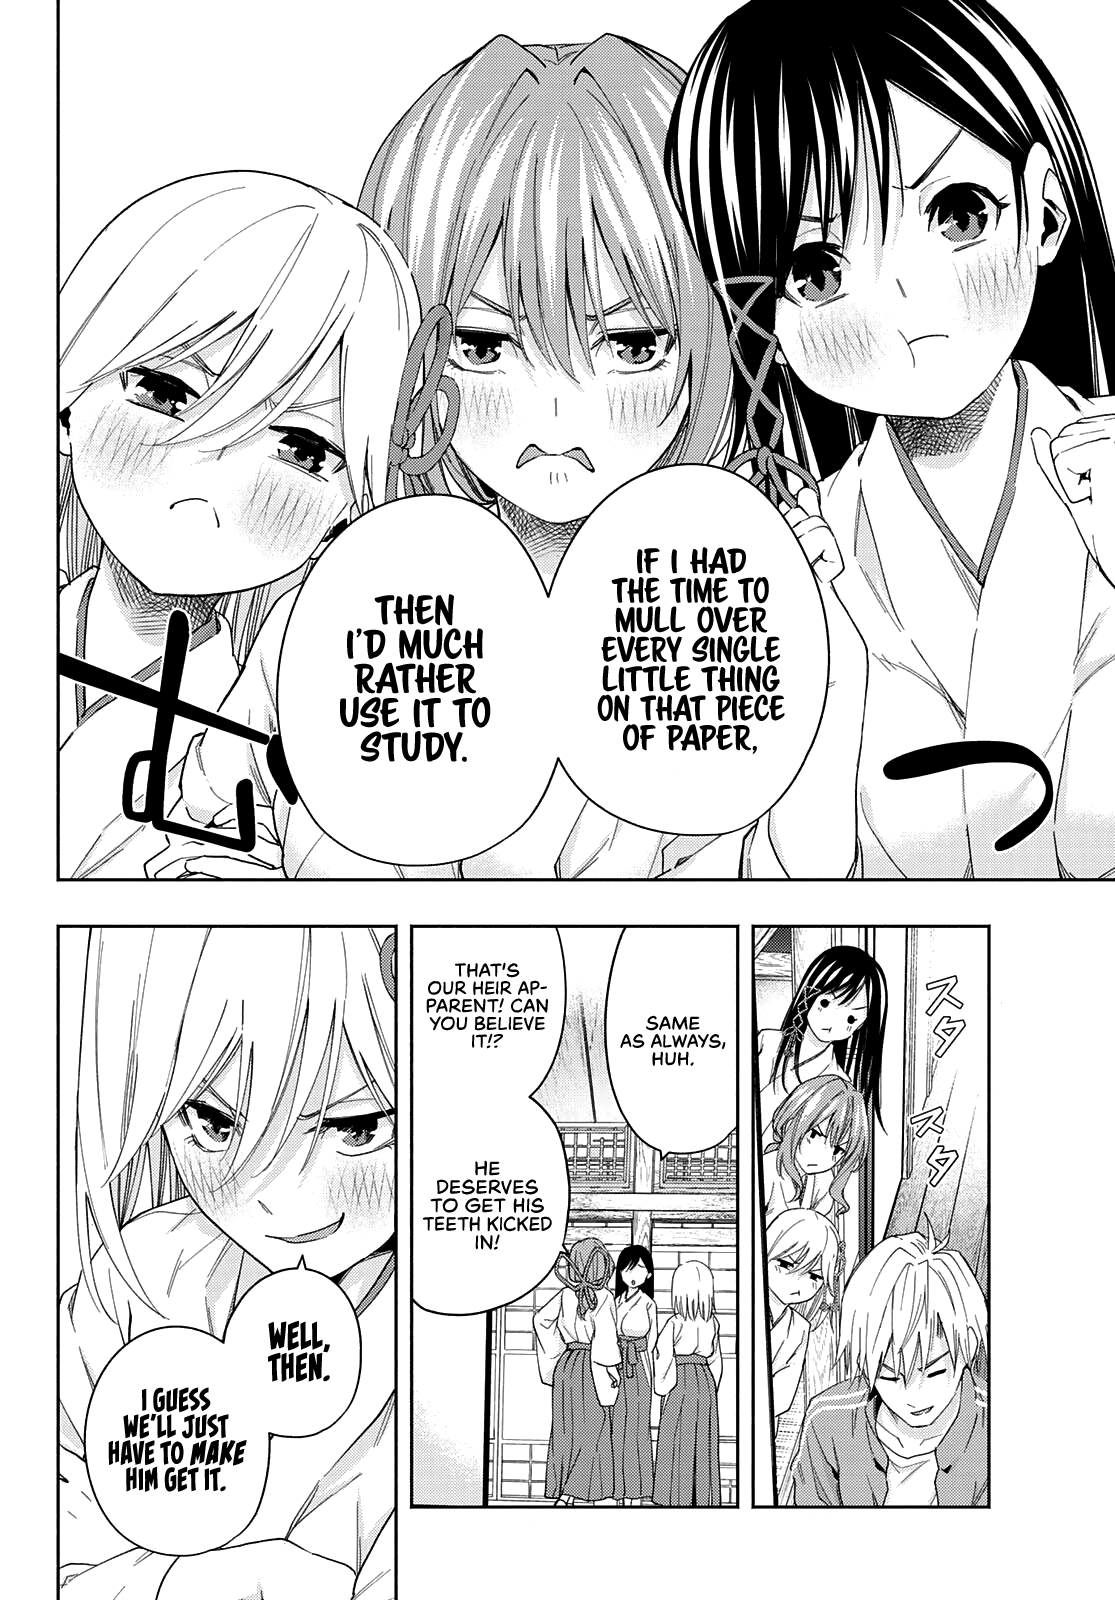 IF I HAD
THE TIME TO
MULL OVER
EVERY SINGLE
LITTLE THING
ON THAT PIECE
OF PAPER,
THEN
I'D MUCH
RATHER
USE IT TO
STUDY.
むっ
スタ
スタ
SAME
AS ALWAYS,
HUH.
THAT'S
OUR HEIR AP-
PARENT! CAN
YOU BELIEVE
IT!?
HE
DESERVES
TO GET HIS
TEETH KICKED
IN!
WELL,
THEN.
I GUESS
WE'LL JUST
HAVE TO MAKE
HIM GET IT.